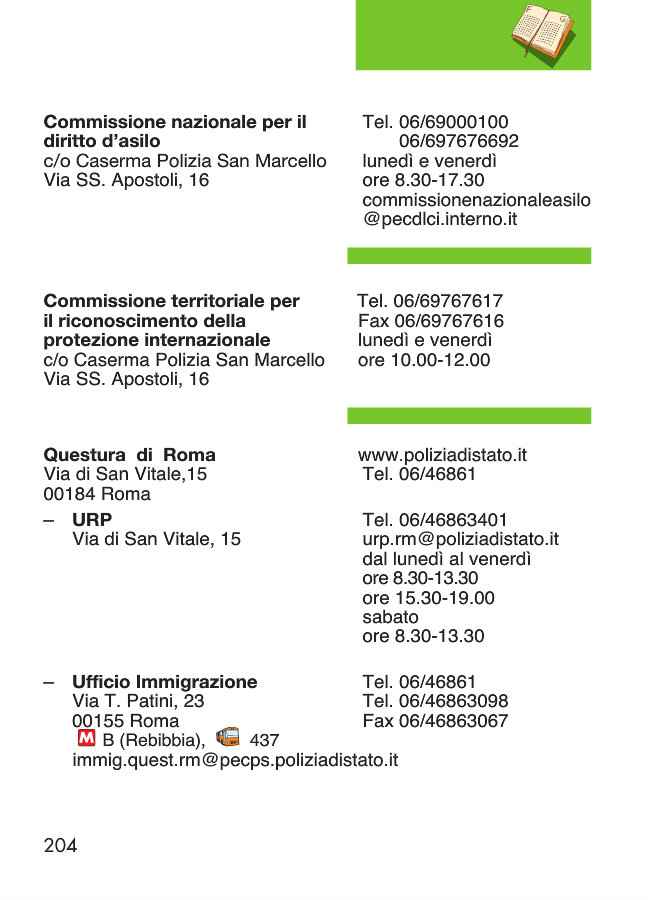 Commissione nazionale per il
diritto d'asilo
c/o Caserma Polizia San Marcello
Via SS. Apostoli, 16
Tel. 06/69000100
06/697676692
lunedì e venerdì
ore 8.30-17.30
commissionenazionaleasilo
@pecdlci.interno.it
Commissione territoriale per
il riconoscimento della
protezione internazionale
c/o Caserma Polizia San Marcello
Via SS. Apostoli, 16
Tel. 06/69767617
Fax 06/69767616
lunedì e venerdì
ore 10.00-12.00
Questura di Roma
Via di San Vitale,15
00184 Roma
www.poliziadistato.it
Tel. 06/46861
– URP
Via di San Vitale, 15
Tel. 06/46863401
urp.rm@poliziadistato.it
dal lunedì al venerdì
ore 8.30-13.30
ore 15.30-19.00
sabato
ore 8.30-13.30
– Ufficio Immigrazione
Via T. Patini, 23
00155 Roma
M B (Rebibbia), 437
immig.quest.rm@pecps.poliziadistato.it
Tel. 06/46861
Tel. 06/46863098
Fax 06/46863067
204